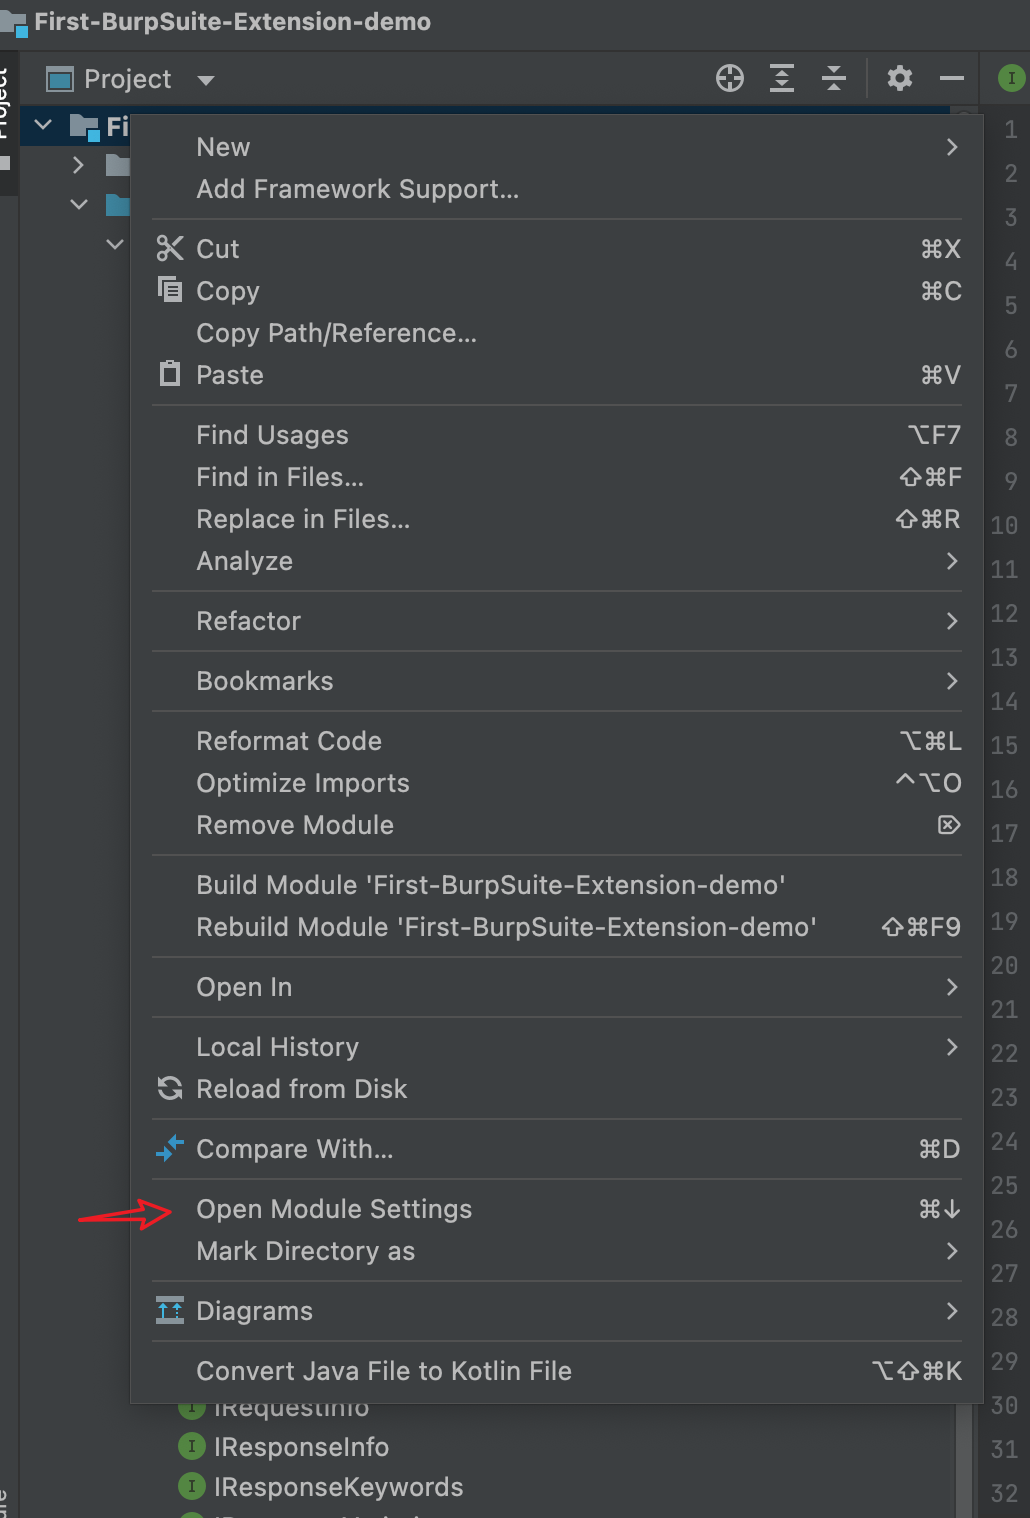 First-BurpSuite-Extension-demo
Project
Project
Fi
New
Add Framework Support...
Cut ⌘X
Copy ⌘C
Copy Path/Reference...
Paste ⌘V
Find Usages ⌥F7
Find in Files... ⇧⌘F
Replace in Files... ⇧⌘R
Analyze
Refactor
Bookmarks
Reformat Code ⌥⌘L
Optimize Imports ^⌥O
Remove Module ⌦
Build Module 'First-BurpSuite-Extension-demo'
Rebuild Module 'First-BurpSuite-Extension-demo' ⇧⌘F9
Open In
Local History
Reload from Disk
Compare With... ⌘D
Open Module Settings ⌘↓
Mark Directory as
Diagrams
Convert Java File to Kotlin File ⌥⇧⌘K
I IRequestInfo
I IResponseInfo
I IResponseKeywords
I
1
2
3
4
5
6
7
8
9
10
11
12
13
14
15
16
17
18
19
20
21
22
23
24
25
26
27
28
29
30
31
32